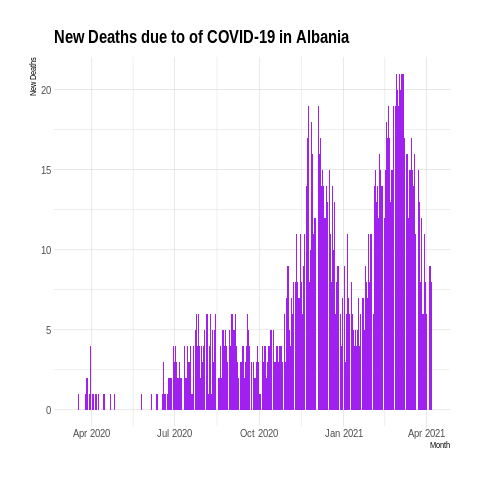 New Deaths due to of COVID-19 in Albania
New Deaths
20
15
10
5
0
Apr 2020
Jul 2020
Oct 2020
Jan 2021
Apr 2021
Month